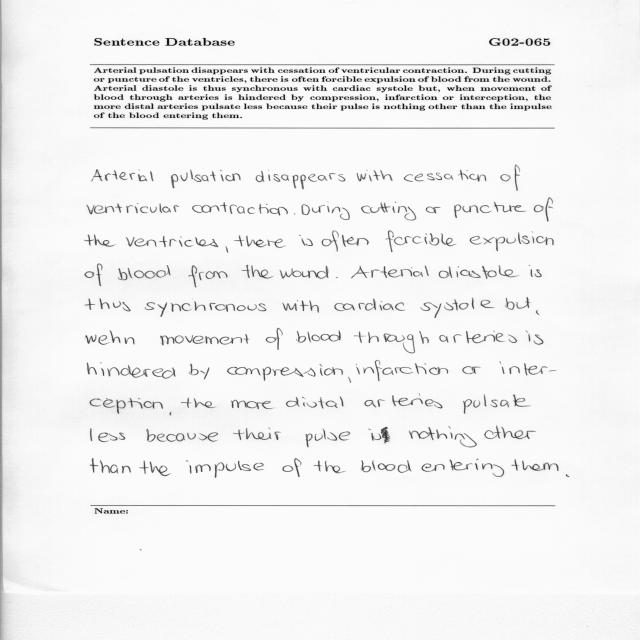 Sentence Database G02-065
Arterial pulsation disappears with cessation of ventricular contraction. During cutting
or puncture of the ventricles, there is often forcible expulsion of blood from the wound.
Arterial diastole is thus synchronous with cardiac systole but, when movement of
blood through arteries is hindered by compression, infarction or interception, the
more distal arteries pulsate less because their pulse is nothing other than the impulse
of the blood entering them.
Arterial pulsation disappears with cessation of
ventricular contraction. During cutting or puncture of
the ventricles, there is often forcible expulsion
of blood from the wound. Arterial diastole is
thus synchronous with cardiac systole but,
wehn movement of blood through arteries is
hindered by compression, infarction or inter-
ception, the more distal arteries pulsate
less because their pulse is nothing other
than the impulse of the blood entering them.
Name: